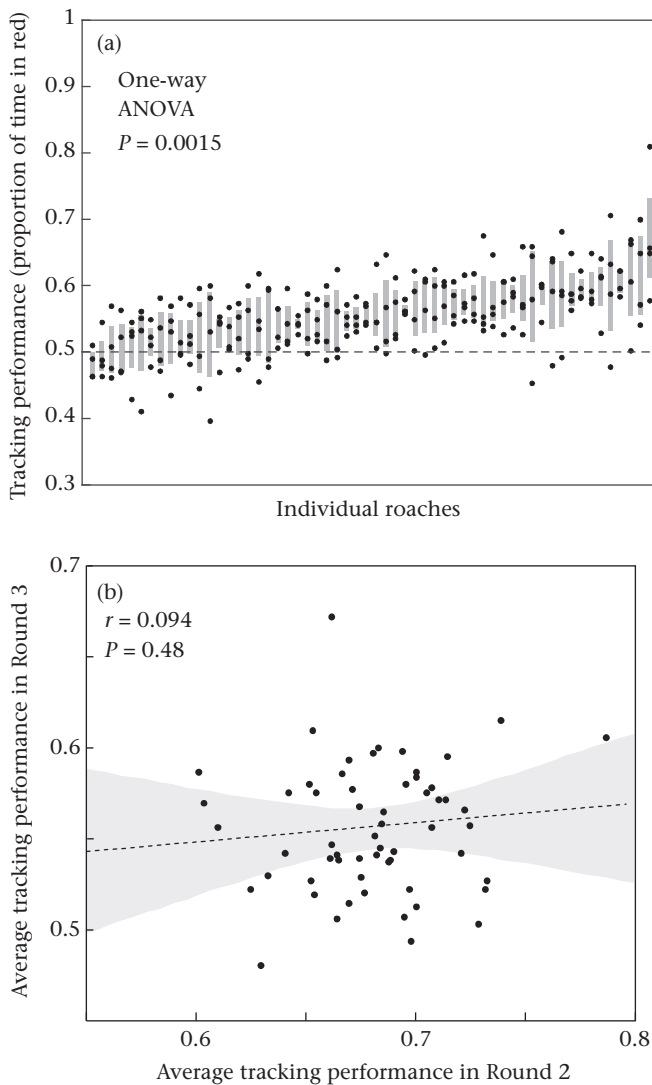 Tracking performance (proportion of time in red)
1
0.9
0.8
0.7
0.6
0.5
0.4
0.3
(a)
One-way
ANOVA
P = 0.0015
Individual roaches
Average tracking performance in Round 3
0.7
0.6
0.5
(b)
r = 0.094
P = 0.48
0.6
0.7
0.8
Average tracking performance in Round 2